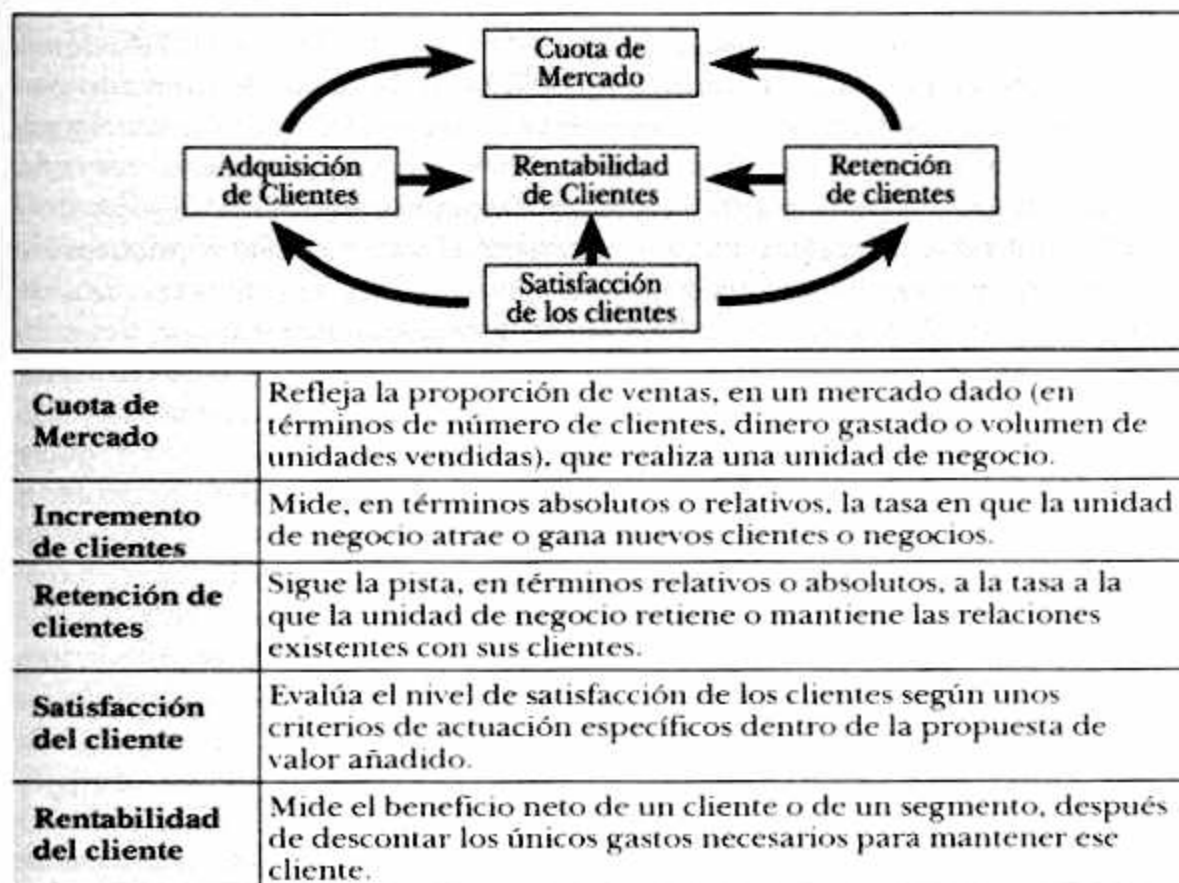 Cuota de
Mercado
Adquisición
de Clientes
Rentabilidad
de Clientes
Retención
de clientes
Satisfacción
de los clientes
Cuota de
Mercado
Refleja la proporción de ventas, en un mercado dado (en
términos de número de clientes, dinero gastado o volumen de
unidades vendidas), que realiza una unidad de negocio.
Incremento
de clientes
Mide, en términos absolutos o relativos, la tasa en que la unidad
de negocio atrae o gana nuevos clientes o negocios.
Retención de
clientes
Sigue la pista, en términos relativos o absolutos, a la tasa a la
que la unidad de negocio retiene o mantiene las relaciones
existentes con sus clientes.
Satisfacción
del cliente
Evalúa el nivel de satisfacción de los clientes según unos
criterios de actuación específicos dentro de la propuesta de
valor añadido.
Rentabilidad
del cliente
Mide el beneficio neto de un cliente o de un segmento, después
de descontar los únicos gastos necesarios para mantener ese
cliente.